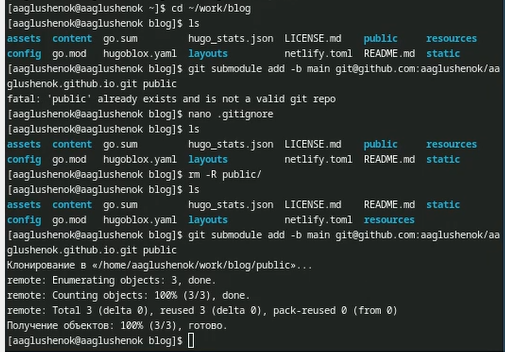 [aaglushenok@aaglushenok ~]$ cd ~/work/blog
[aaglushenok@aaglushenok blog]$ ls
assets  content  go.sum  hugo_stats.json  LICENSE.md  public  resources
config  go.mod  hugoblox.yaml  layouts  netlify.toml  README.md  static
[aaglushenok@aaglushenok blog]$ git submodule add -b main git@github.com:aaglushenok/aa
glushenok.github.io.git public
fatal: 'public' already exists and is not a valid git repo
[aaglushenok@aaglushenok blog]$ nano .gitignore
[aaglushenok@aaglushenok blog]$ ls
assets  content  go.sum  hugo_stats.json  LICENSE.md  public  resources
config  go.mod  hugoblox.yaml  layouts  netlify.toml  README.md  static
[aaglushenok@aaglushenok blog]$ rm -R public/
[aaglushenok@aaglushenok blog]$ ls
assets  content  go.sum  hugo_stats.json  LICENSE.md  README.md  static
config  go.mod  hugoblox.yaml  layouts  netlify.toml  resources
[aaglushenok@aaglushenok blog]$ git submodule add -b main git@github.com:aaglushenok/aa
glushenok.github.io.git public
Клонирование в «/home/aaglushenok/work/blog/public»...
remote: Enumerating objects: 3, done.
remote: Counting objects: 100% (3/3), done.
remote: Total 3 (delta 0), reused 3 (delta 0), pack-reused 0 (from 0)
Получение объектов: 100% (3/3), готово.
[aaglushenok@aaglushenok blog]$